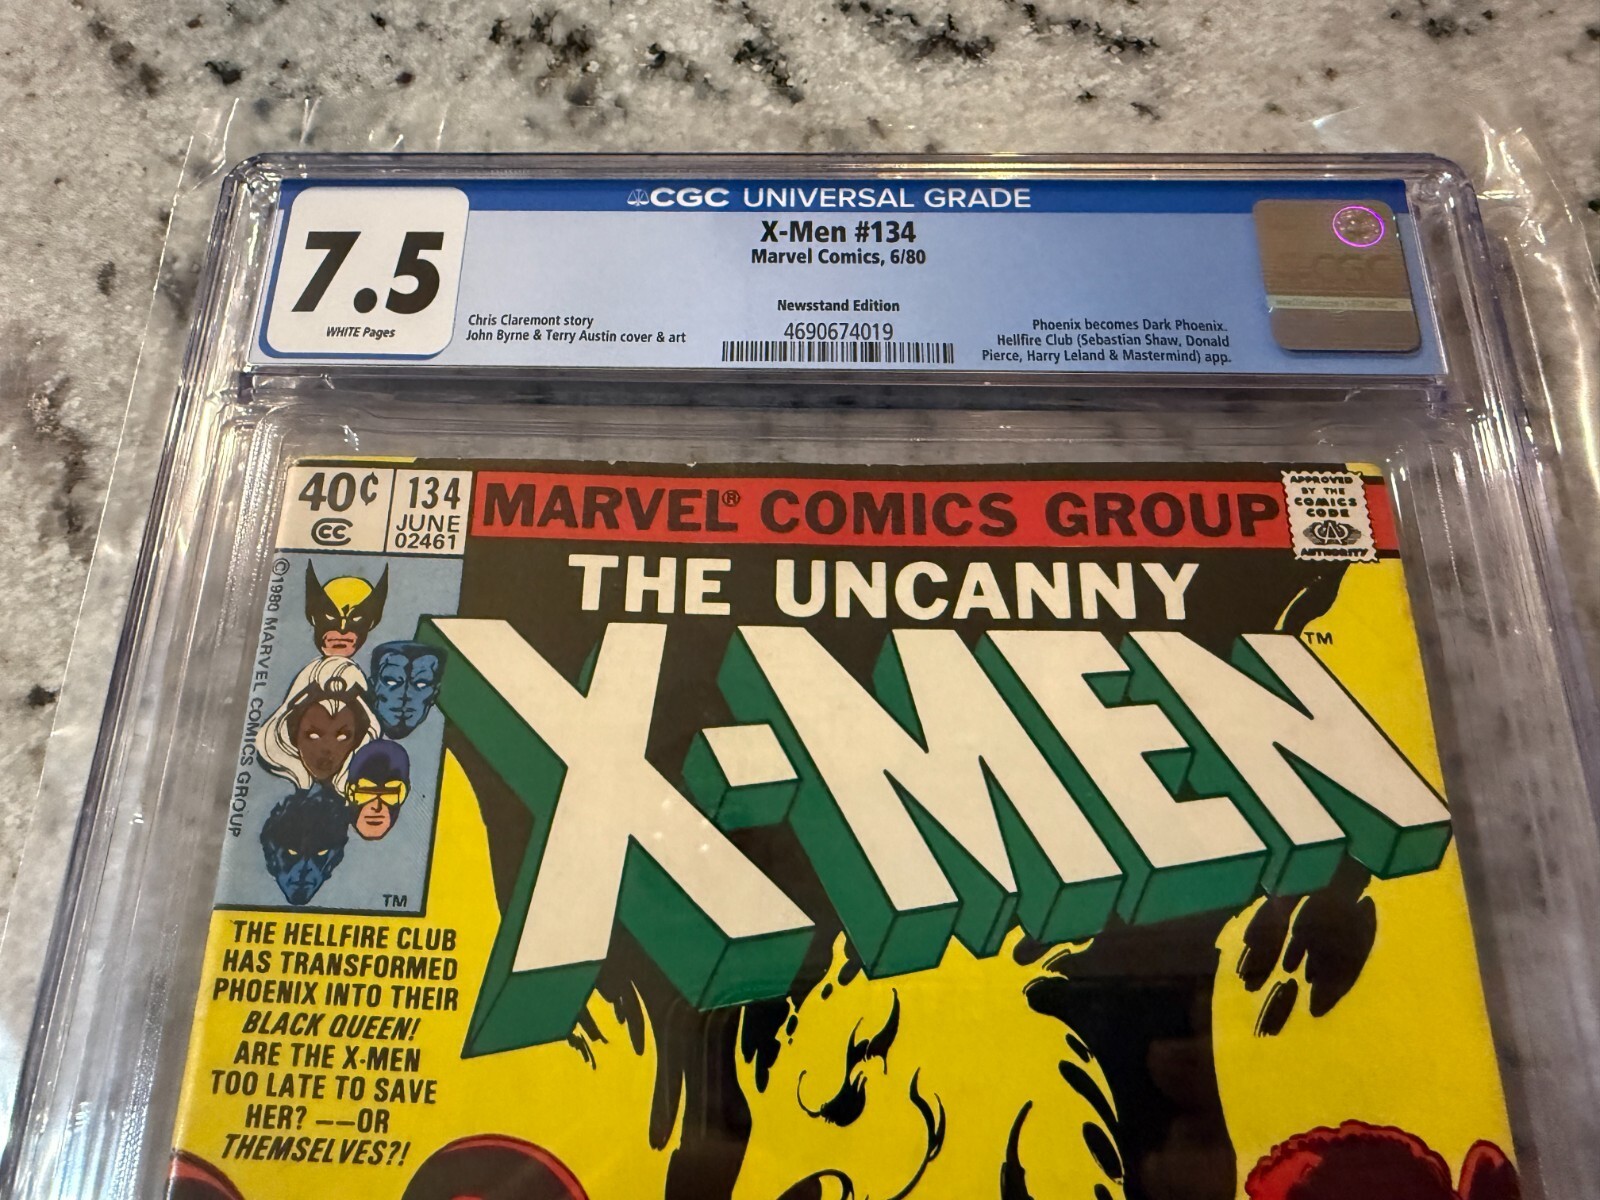 CGC UNIVERSAL GRADE
7.5
WHITE Pages
X-Men #134
Marvel Comics, 6/80
Newsstand Edition
4690674019
Chris Claremont story
John Byrne & Terry Austin cover & art
Phoenix becomes Dark Phoenix.
Hellfire Club (Sebastian Shaw, Donald
Pierce, Harry Leland & Mastermind) app.
CGC
40¢
CC
134
JUNE
02461
MARVEL® COMICS GROUP
APPROVED
BY THE
COMICS
CODE
CA
AUTHORITY
THE UNCANNY
X-MEN
TM
©1980 MARVEL COMICS GROUP
TM
THE HELLFIRE CLUB
HAS TRANSFORMED
PHOENIX INTO THEIR
BLACK QUEEN!
ARE THE X-MEN
TOO LATE TO SAVE
HER? ––OR
THEMSELVES?!